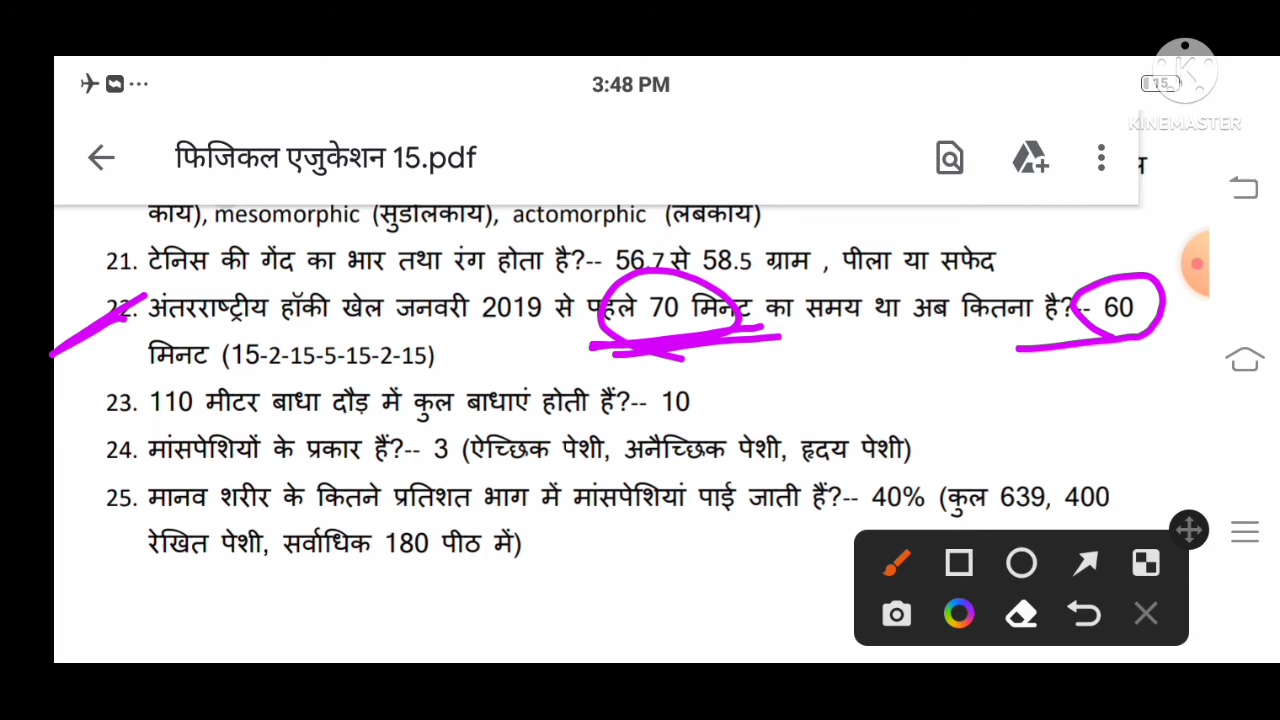 3:48 PM
15
KINEMASTER
फिजिकल एजुकेशन 15.pdf
काय), mesomorphic (सुडौलकाय), actomorphic (लंबकाय)
21. टेनिस की गेंद का भार तथा रंग होता है?-- 56.7 से 58.5 ग्राम , पीला या सफेद
22. अंतरराष्ट्रीय हॉकी खेल जनवरी 2019 से पहले 70 मिनट का समय था अब कितना है?-- 60
मिनट (15-2-15-5-15-2-15)
23. 110 मीटर बाधा दौड़ में कुल बाधाएं होती हैं?-- 10
24. मांसपेशियों के प्रकार हैं?-- 3 (ऐच्छिक पेशी, अनैच्छिक पेशी, हृदय पेशी)
25. मानव शरीर के कितने प्रतिशत भाग में मांसपेशियां पाई जाती हैं?-- 40% (कुल 639, 400
रेखित पेशी, सर्वाधिक 180 पीठ में)